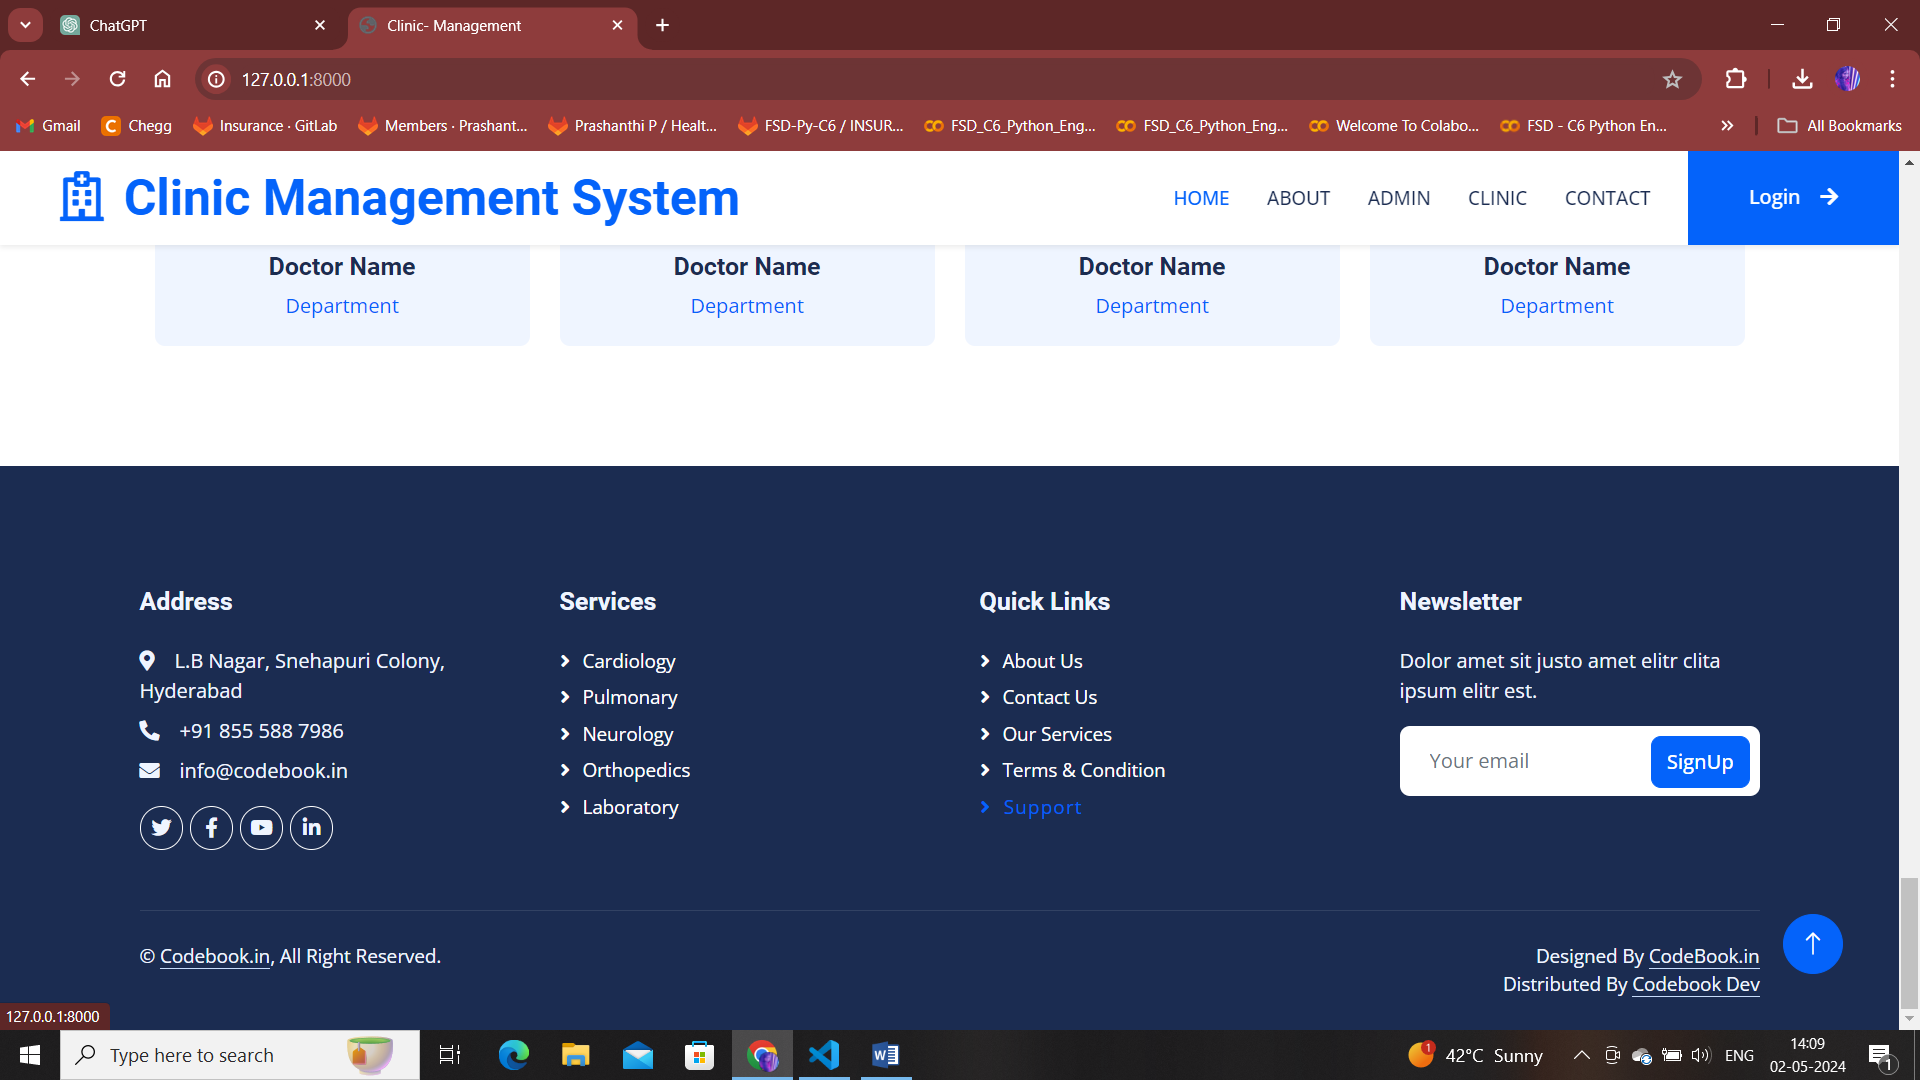 ChatGPT
Clinic- Management
127.0.0.1:8000
Gmail
Chegg
Insurance · GitLab
Members · Prashant...
Prashanthi P / Healt...
FSD-Py-C6 / INSUR...
FSD_C6_Python_Eng...
FSD_C6_Python_Eng...
Welcome To Colabo...
FSD - C6 Python En...
All Bookmarks
Clinic Management System
HOME
ABOUT
ADMIN
CLINIC
CONTACT
Login
Doctor Name
Department
Doctor Name
Department
Doctor Name
Department
Doctor Name
Department
Address
L.B Nagar, Snehapuri Colony,
Hyderabad
+91 855 588 7986
info@codebook.in
Services
Cardiology
Pulmonary
Neurology
Orthopedics
Laboratory
Quick Links
About Us
Contact Us
Our Services
Terms & Condition
Support
Newsletter
Dolor amet sit justo amet elitr clita
ipsum elitr est.
Your email
SignUp
© Codebook.in, All Right Reserved.
Designed By CodeBook.in
Distributed By Codebook Dev
127.0.0.1:8000
Type here to search
1
42°C Sunny
ENG
14:09
02-05-2024
1